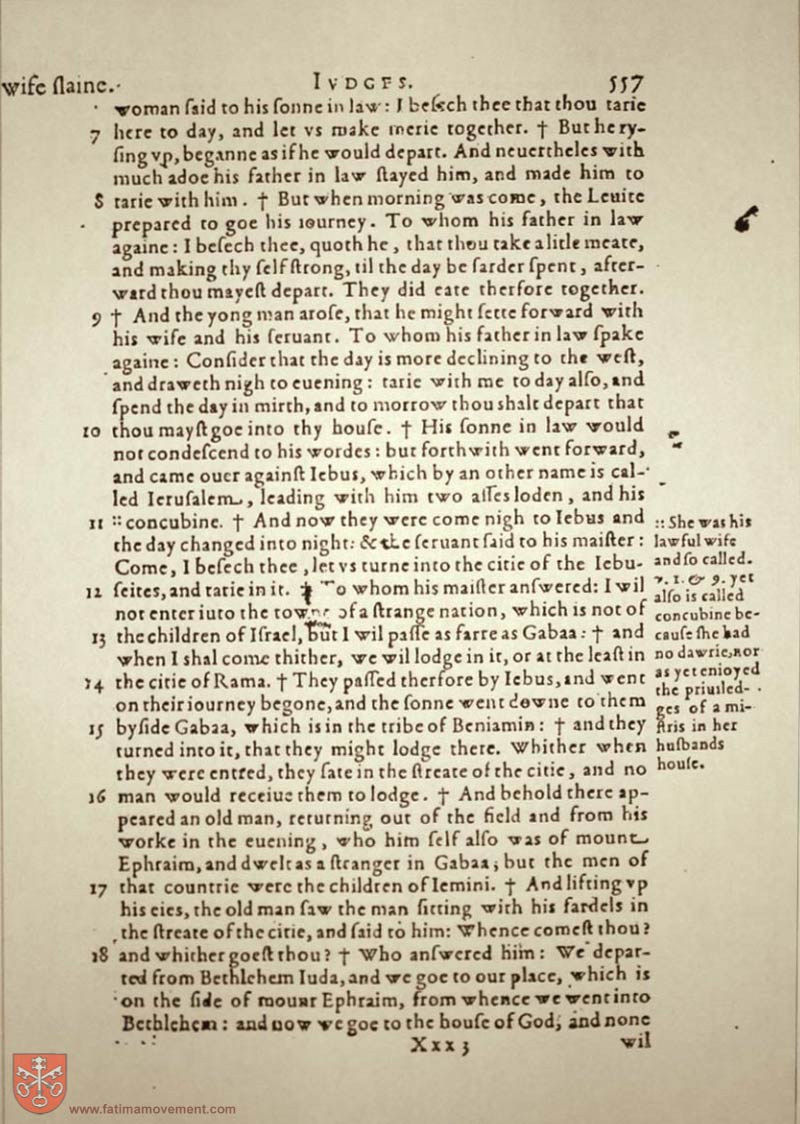 wife ſlaine.
IVDGES.
557
woman ſaid to his ſonne in law: I beſech thee that thou tarie
7 here to day, and let vs make merie together. † But he ry-
ſing vp, beganne as if he would depart. And neuertheles with
much adoe his father in law ſtayed him, and made him to
8 tarie with him. † But when morning was come, the Leuite
prepared to goe his iourney. To whom his father in law
againe: I beſech thee, quoth he, that thou take a litle meate,
and making thy ſelf ſtrong, til the day be farder ſpent, after-
ward thou mayeſt depart. They did eate therfore together.
9 † And the yong man aroſe, that he might ſette forward with
his wife and his ſeruant. To whom his father in law ſpake
againe: Conſider that the day is more declining to the weſt,
and draweth nigh to euening: tarie with me to day alſo, and
ſpend the day in mirth, and to morrow thou shalt depart that
10 thou mayſt goe into thy houſe. † His ſonne in law would
not condeſcend to his wordes: but forthwith went forward,
and came ouer againſt Iebus, which by an other name is cal-
led Ieruſalem, leading with him two aſſes loden, and his
11 :: concubine. † And now they were come nigh to Iebus and
the day changed into night: & the ſeruant ſaid to his maiſter:
Come, I beſech thee, let vs turne into the citie of the Iebu-
12 ſeites, and tarie in it. † To whom his maiſter anſwered: I wil
not enter iuto the towne of a ſtrange nation, which is not of
13 the children of Iſrael, but I wil paſſe as farre as Gabaa: † and
when I shal come thither, we wil lodge in it, or at the leaſt in
14 the citie of Rama. † They paſſed therfore by Iebus, and went
on their iourney begone, and the ſonne went downe to them
15 byſide Gabaa, which is in the tribe of Beniamin: † and they
turned into it, that they might lodge there. Whither when
they were entred, they ſate in the ſtreate of the citie, and no
16 man would receiue them to lodge. † And behold there ap-
peared an old man, returning out of the field and from his
worke in the euening, who him ſelf alſo was of mount
Ephraim, and dwelt as a ſtranger in Gabaa; but the men of
17 that countrie were the children of Iemini. † And lifting vp
his eies, the old man ſaw the man ſitting with his fardels in
the ſtreate of the citie, and ſaid to him: Whence comeſt thou?
18 and whither goeſt thou? † Who anſwered him: We depar-
ted from Bethlehem Iuda, and we goe to our place, which is
on the ſide of mount Ephraim, from whence we went into
Bethlehem: and now we goe to the houſe of God, and none
Xxx 3
wil
:: She was his
lawful wife
and ſo called.
v. 1. & 9. yet
alſo is called
concubine be-
cauſe ſhe had
no dawrie, nor
as yet enioyed
the priuiled-
ges of a mi-
ſtris in her
huſbands
houſe.
www.fatimamovement.com